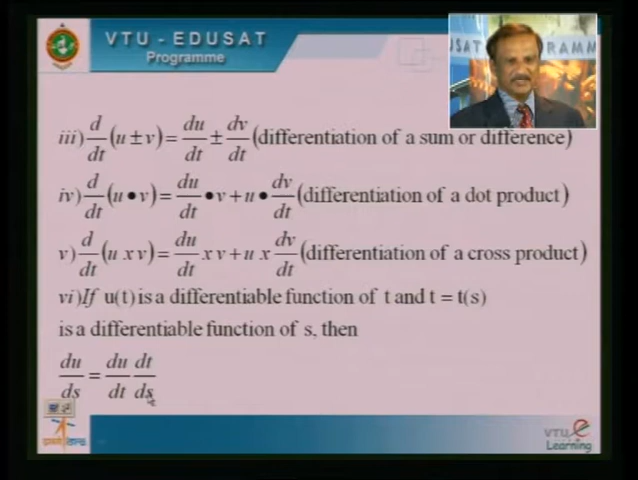 VTU - EDUSAT
Programme
USAT
GRAMM
iii) d/dt (u ± v) = du/dt ± dv/dt (differentiation of a sum or difference)
iv) d/dt (u • v) = du/dt • v + u • dv/dt (differentiation of a dot product)
v) d/dt (u x v) = du/dt x v + u x dv/dt (differentiation of a cross product)
vi) If u(t) is a differentiable function of t and t = t(s)
is a differentiable function of s, then
du/ds = du/dt dt/ds
VTU e
Learning